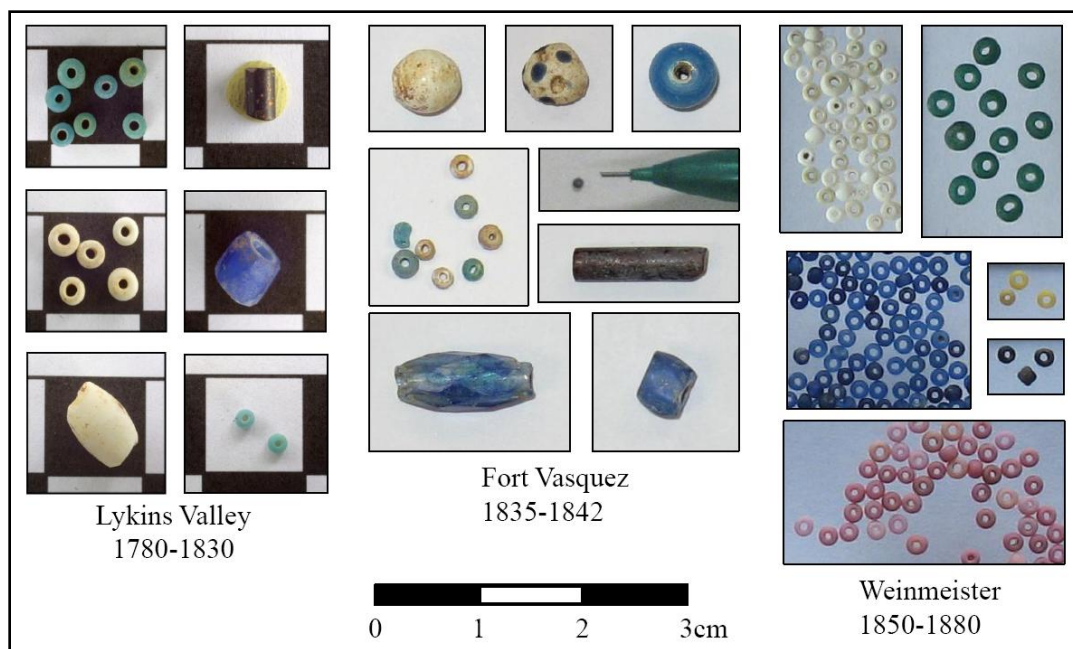 Lykins Valley
1780-1830
Fort Vasquez
1835-1842
Weinmeister
1850-1880
0 1 2 3cm